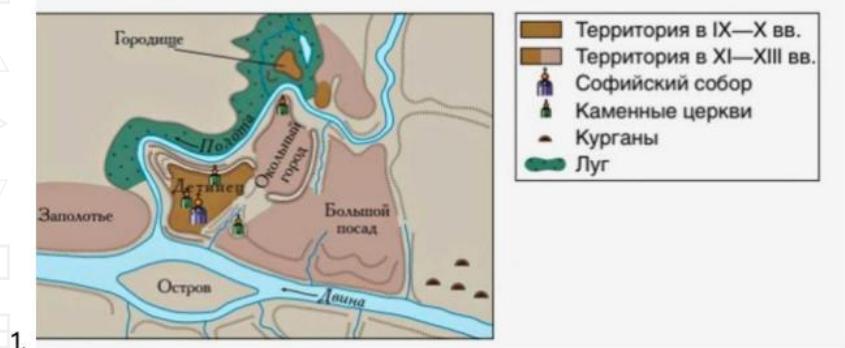 Городище
Полота
Окольный
город
Детинец
Заполотье
Большой
посад
Остров
Двина
Территория в IX—X вв.
Территория в XI—XIII вв.
Софийский собор
Каменные церкви
Курганы
Луг
1.